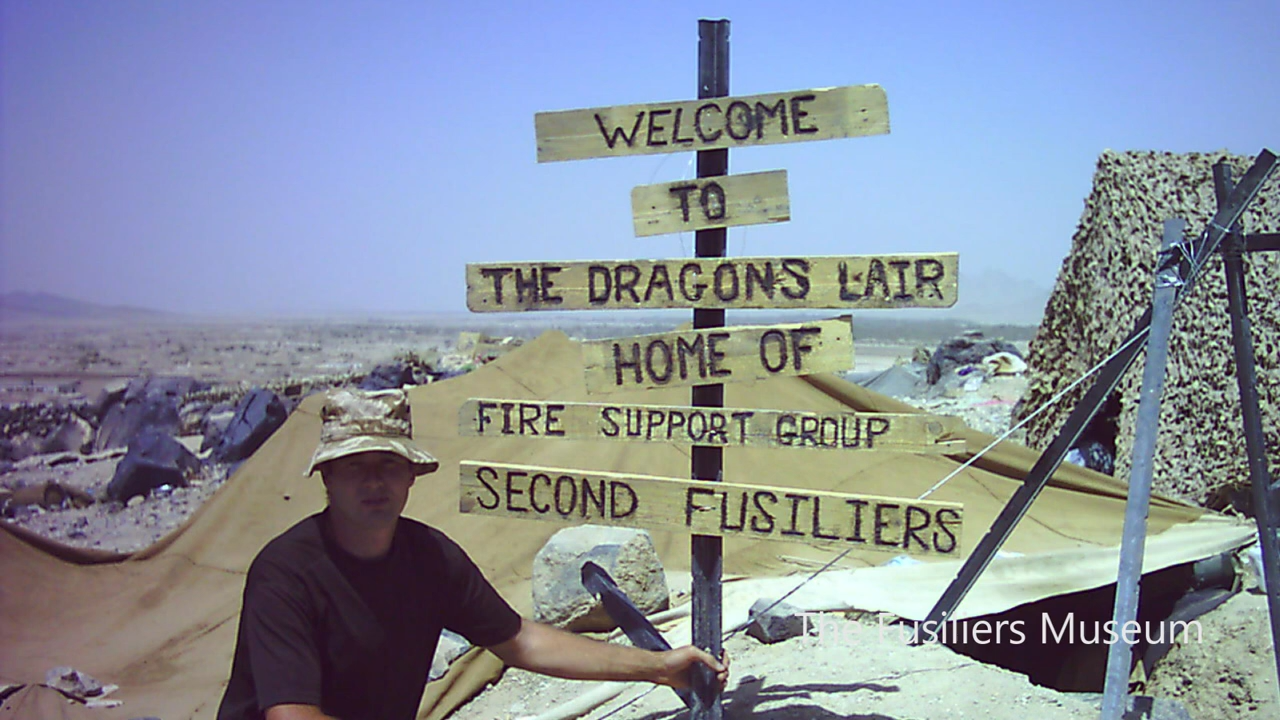 WELCOME
TO
THE DRAGONS LAIR
HOME OF
FIRE SUPPORT GROUP
SECOND FUSILIERS
The Fusiliers Museum